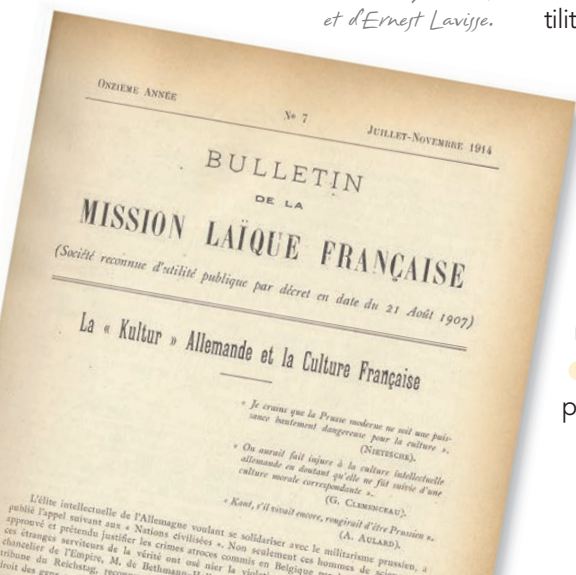 et d'Ernest Lavisse.
tilit
ONZIÈME ANNÉE
N° 7
JUILLET-NOVEMBRE 1914
BULLETIN
DE LA
MISSION LAÏQUE FRANÇAISE
(Société reconnue d'utilité publique par décret en date du 21 Août 1907)
La « Kultur » Allemande et la Culture Française
« Je crains que la Prusse moderne ne soit une puis-
sance hautement dangereuse pour la culture ».
(NIETZSCHE).
« On aurait fait injure à la culture intellectuelle
allemande en doutant qu'elle ne fût suivie d'une
culture morale correspondante ».
(G. CLEMENCEAU).
« Kant, s'il vivait encore, rougirait d'être Prussien ».
(A. AULARD).
L'élite intellectuelle de l'Allemagne voulant se solidariser avec le militarisme prussien, a
publié l'appel suivant aux « Nations civilisées ». Non seulement ces hommes de
approuvé et prétendu justifier les crimes atroces commis en Belgique
ces étranges serviteurs de la vérité ont osé nier la
chancelier de l'Empire, M. de Bethmann-
tribune du Reichstag,
droit des gens
p